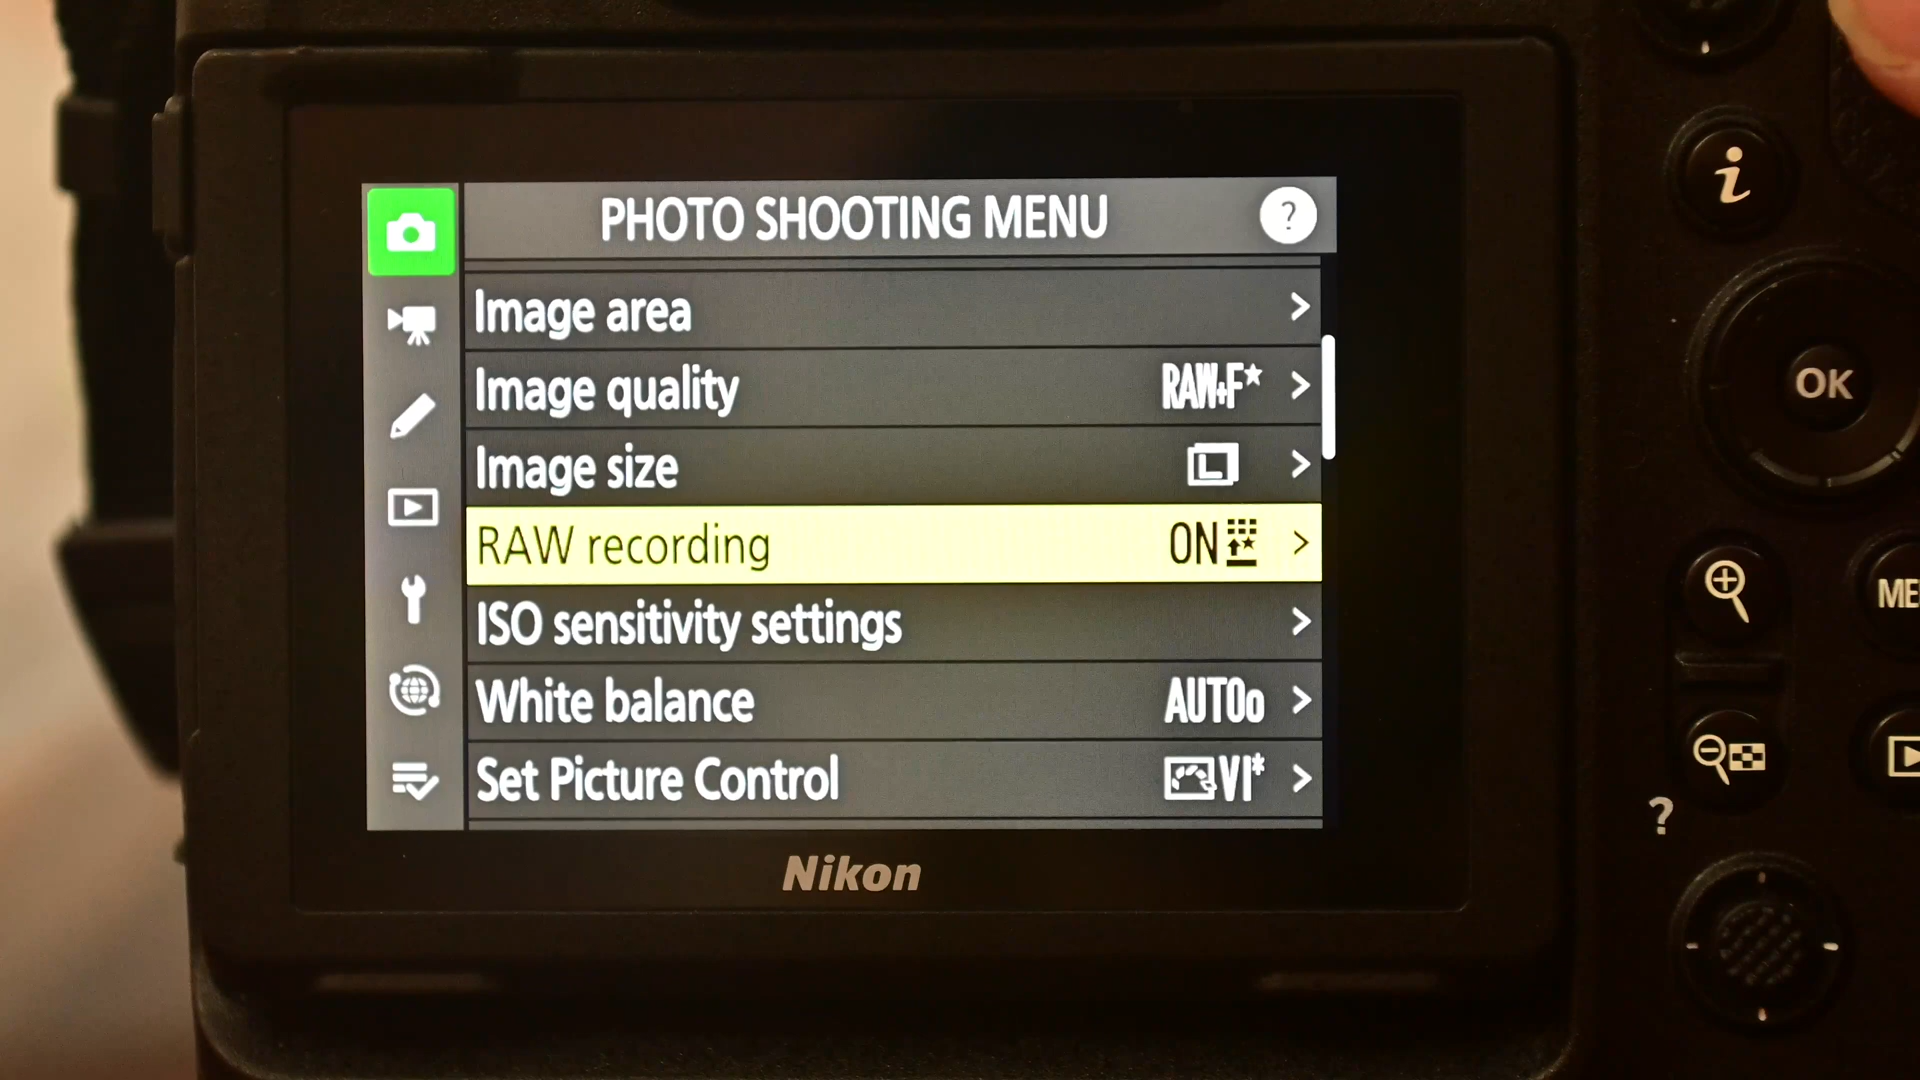 PHOTO SHOOTING MENU ?
Image area
Image quality RAW+F★
Image size L
RAW recording ON
ISO sensitivity settings
White balance AUTO0
Set Picture Control VI*
Nikon
i
OK
ME
?